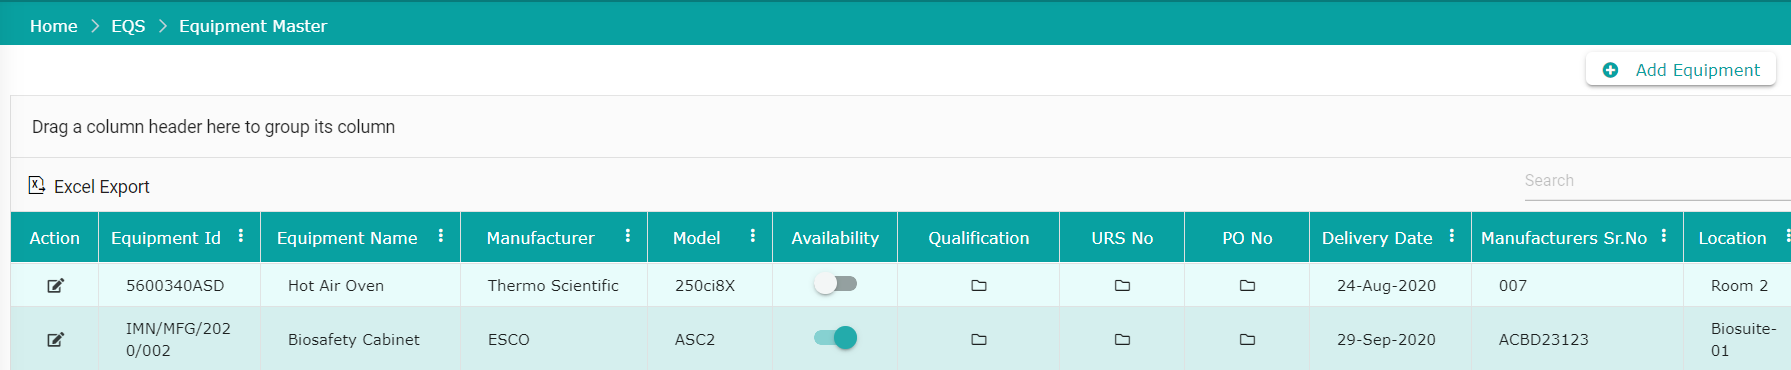 Home > EQS > Equipment Master
Add Equipment
Drag a column header here to group its column
Excel Export
Search
Action Equipment Id Equipment Name Manufacturer Model Availability Qualification URS No PO No Delivery Date Manufacturers Sr.No Location
5600340ASD Hot Air Oven Thermo Scientific 250ci8X 24-Aug-2020 007 Room 2
IMN/MFG/202
0/002 Biosafety Cabinet ESCO ASC2 29-Sep-2020 ACBD23123 Biosuite-
01